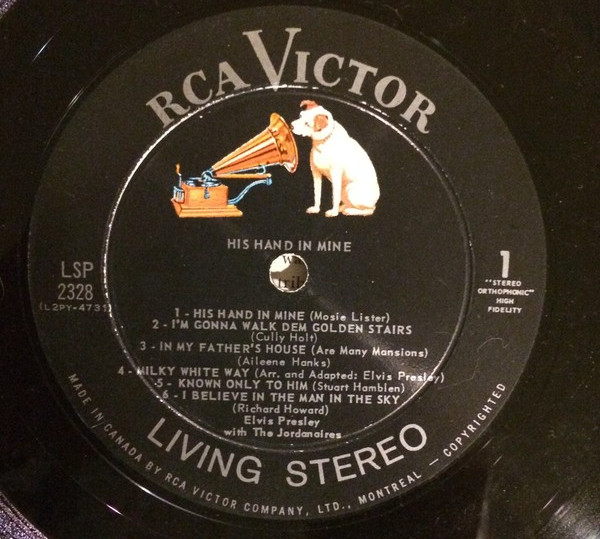 RCA VICTOR
HIS HAND IN MINE
LSP
2328
(L2PY-4731)
1
"STEREO
ORTHOPHONIC"
HIGH
FIDELITY
1 - HIS HAND IN MINE (Mosie Lister)
2 - I'M GONNA WALK DEM GOLDEN STAIRS
(Cully Holt)
3 - IN MY FATHER'S HOUSE (Are Many Mansions)
(Aileene Hanks)
4 - MILKY WHITE WAY (Arr. and Adapted: Elvis Presley)
5 - KNOWN ONLY TO HIM (Stuart Hamblen)
6 - I BELIEVE IN THE MAN IN THE SKY
(Richard Howard)
Elvis Presley
with The Jordanaires
LIVING STEREO
MADE IN CANADA BY RCA VICTOR COMPANY, LTD., MONTREAL — COPYRIGHTED